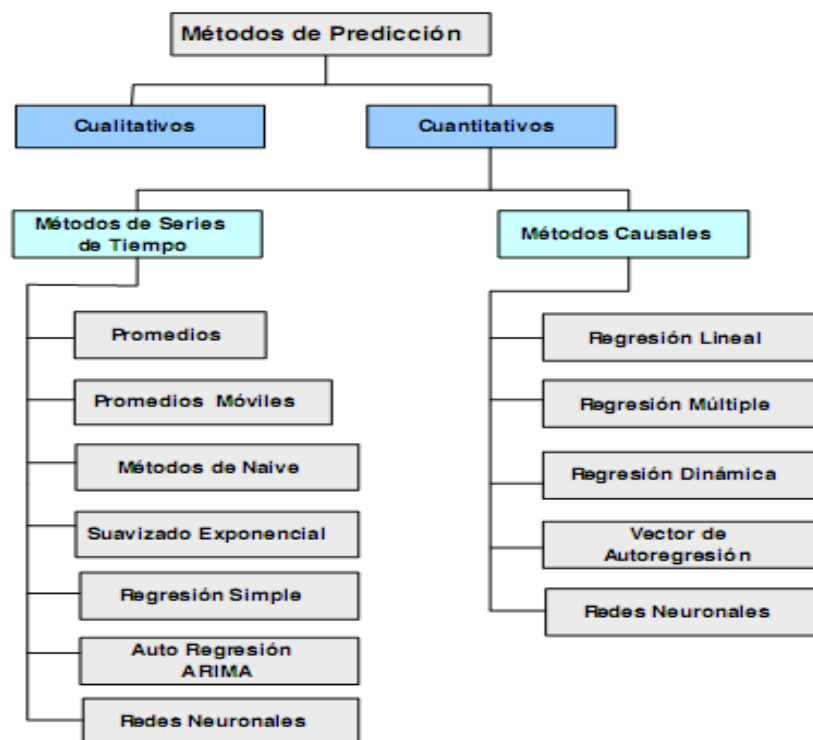 Métodos de Predicción
Cualitativos
Cuantitativos
Métodos de Series
de Tiempo
Métodos Causales
Promedios
Promedios Móviles
Métodos de Naive
Suavizado Exponencial
Regresión Simple
Auto Regresión
ARIMA
Redes Neuronales
Regresión Lineal
Regresión Múltiple
Regresión Dinámica
Vector de
Autoregresión
Redes Neuronales